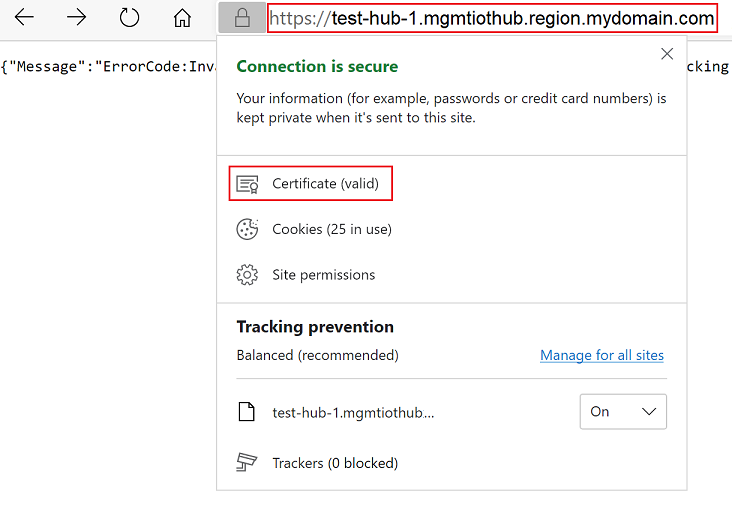 https://test-hub-1.mgmtiothub.region.mydomain.com
{"Message":"ErrorCode:Inv
cking
Connection is secure
Your information (for example, passwords or credit card numbers) is
kept private when it's sent to this site.
Certificate (valid)
Cookies (25 in use)
Site permissions
Tracking prevention
Balanced (recommended) Manage for all sites
test-hub-1.mgmtiothub... On
Trackers (0 blocked)